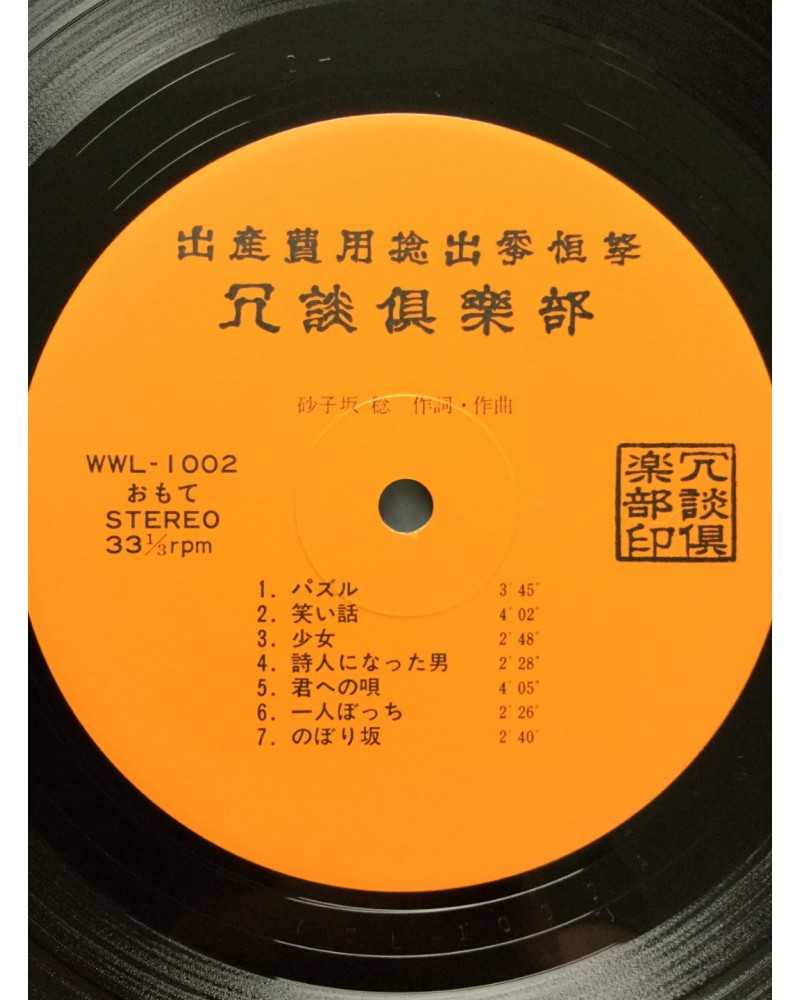 出産費用捻出零恒拏
冗談倶楽部
砂子坂 稔 作詞・作曲
WWL-1002
おもて
STEREO
33⅓rpm
冗談倶
楽部印
1. パズル 3′45″
2. 笑い話 4′02″
3. 少女 2′48″
4. 詩人になった男 2′28″
5. 君への唄 4′05″
6. 一人ぼっち 2′26″
7. のぼり坂 2′40″